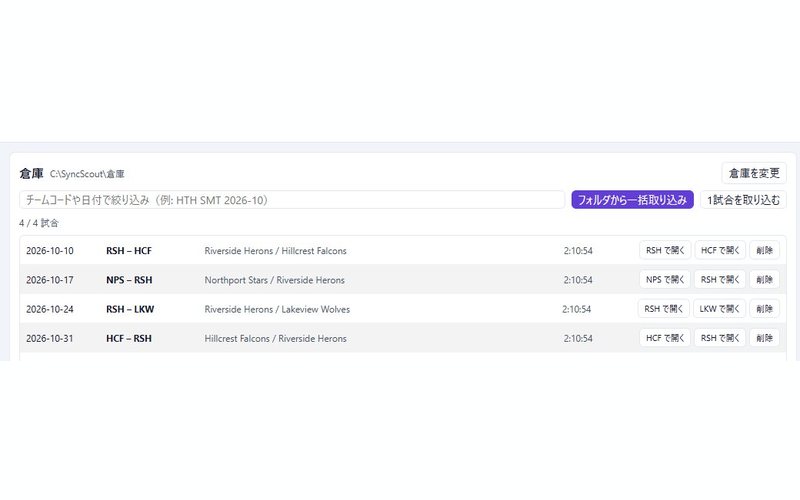 倉庫 C:\SyncScout\倉庫 倉庫を変更
チームコードや日付で絞り込み（例: HTH SMT 2026-10） フォルダから一括取り込み 1試合を取り込む
4 / 4 試合
2026-10-10 RSH – HCF Riverside Herons / Hillcrest Falcons 2:10:54 RSH で開く HCF で開く 削除
2026-10-17 NPS – RSH Northport Stars / Riverside Herons 2:10:54 NPS で開く RSH で開く 削除
2026-10-24 RSH – LKW Riverside Herons / Lakeview Wolves 2:10:54 RSH で開く LKW で開く 削除
2026-10-31 HCF – RSH Hillcrest Falcons / Riverside Herons 2:10:54 HCF で開く RSH で開く 削除